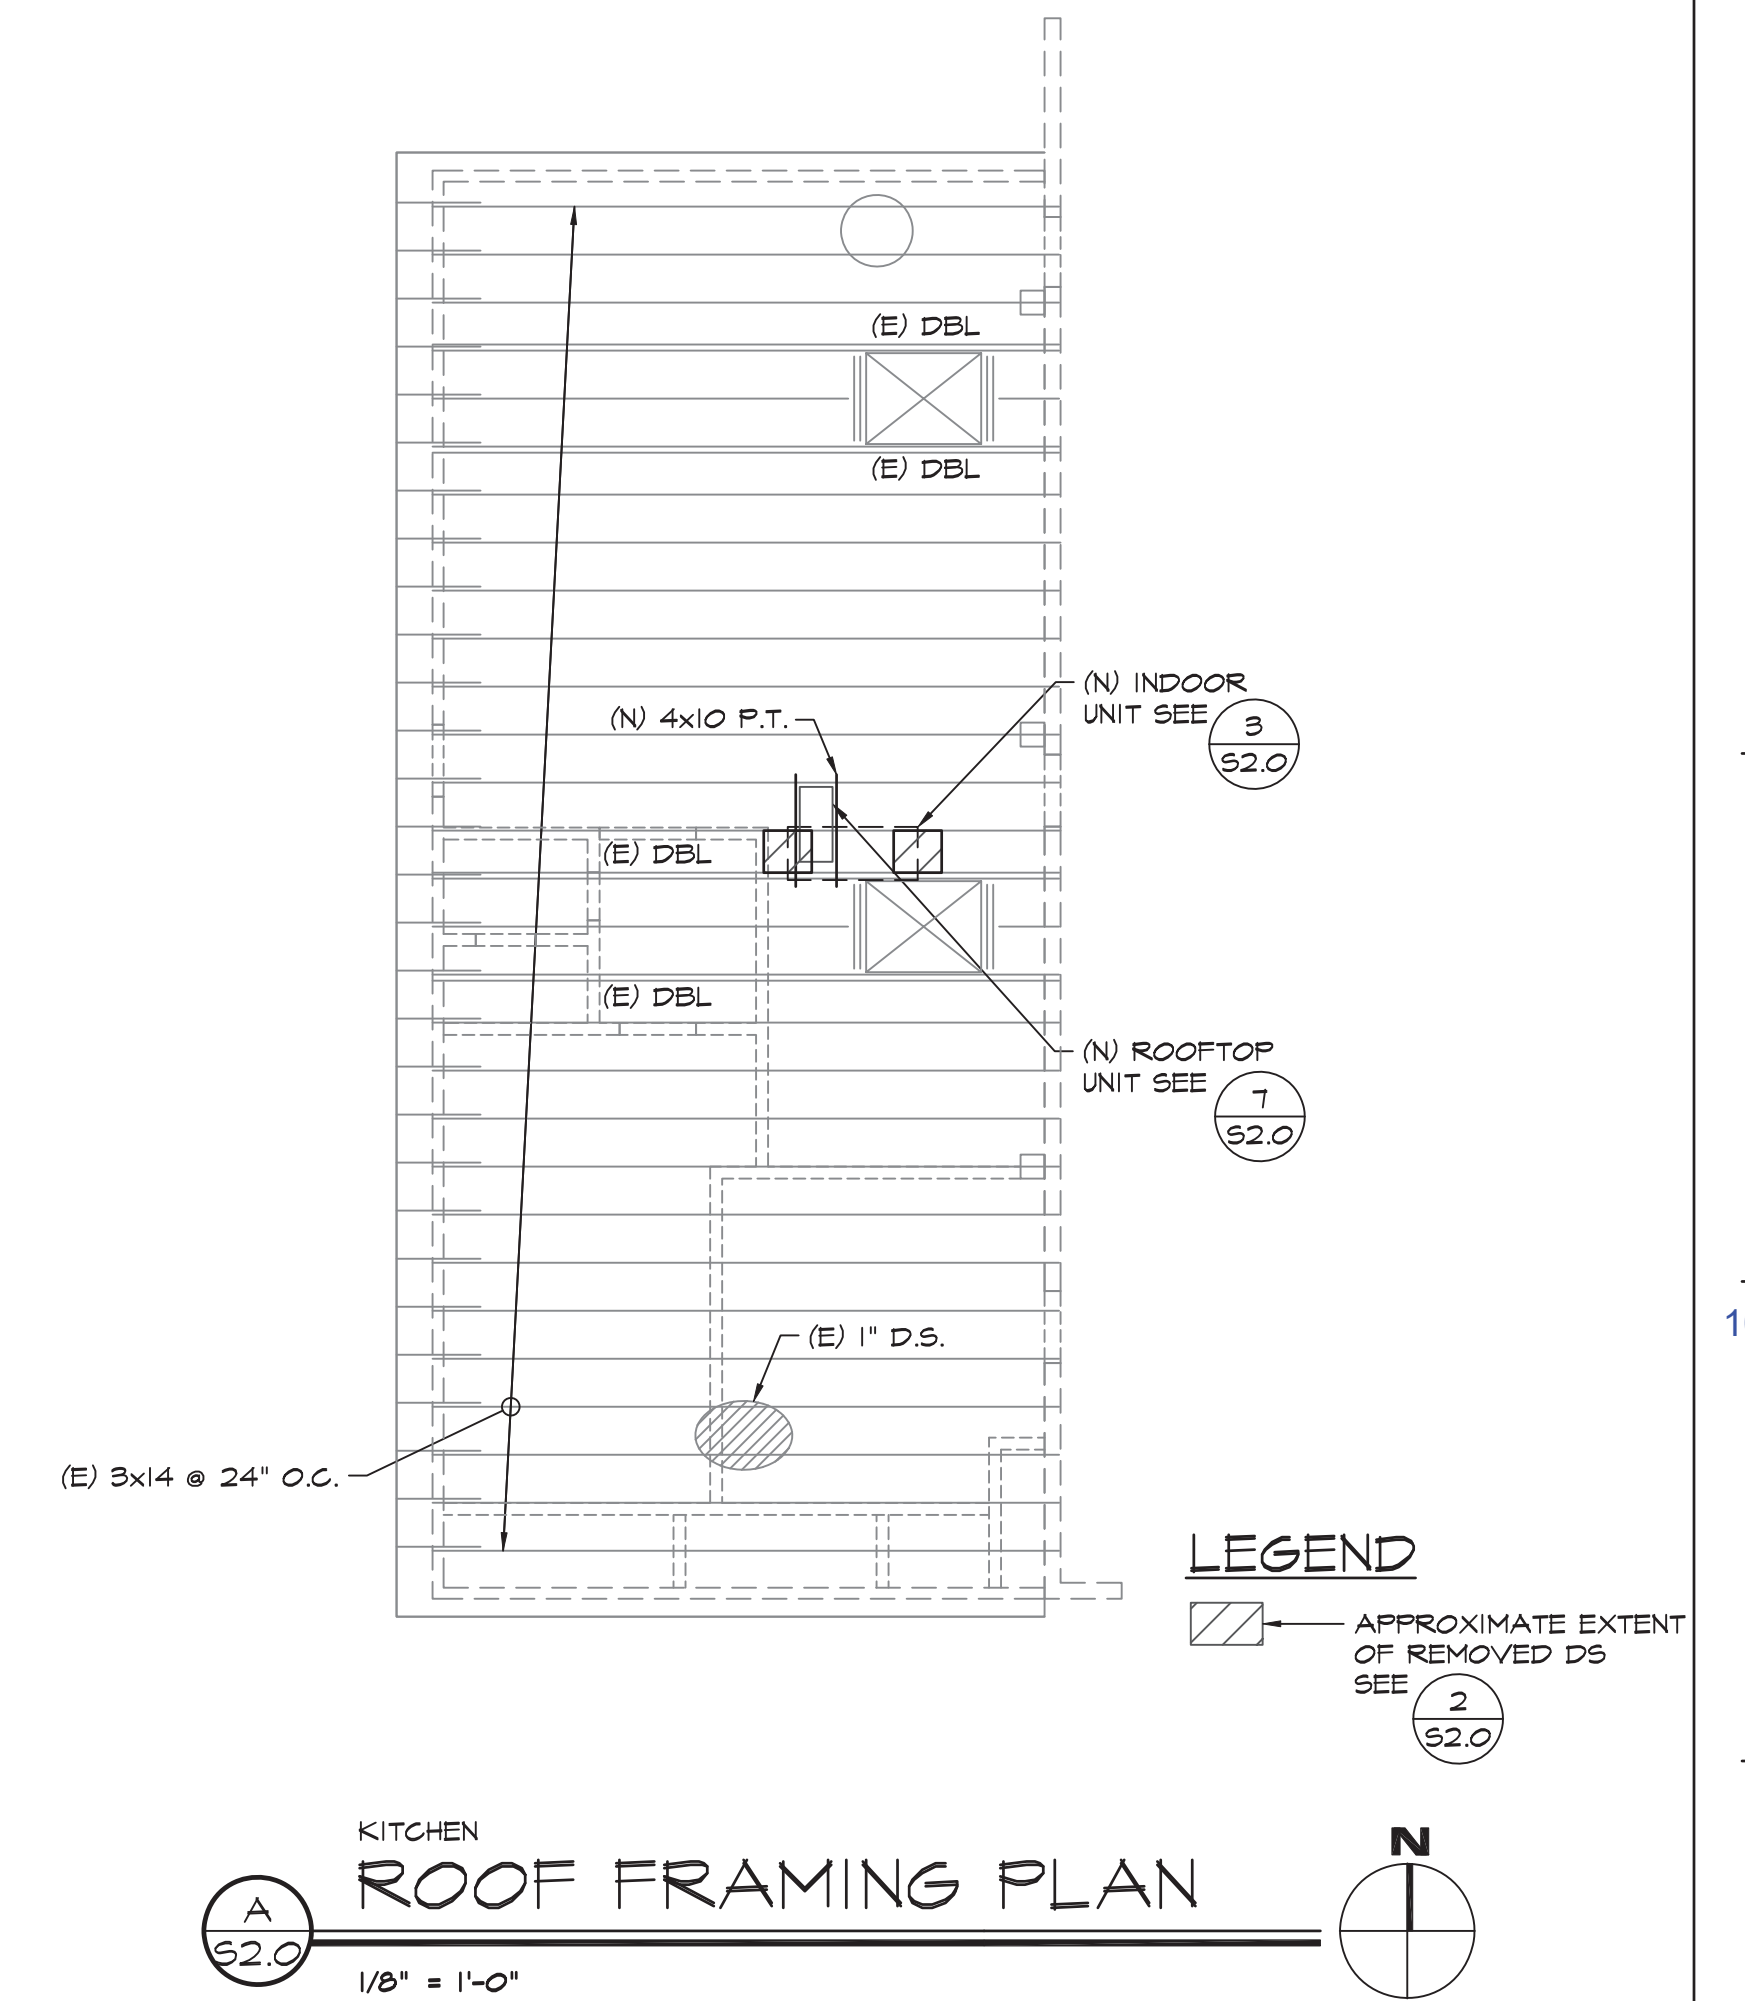 (E) DBL
(E) DBL
(N) INDOOR
UNIT SEE
3
S2.0
(N) 4x10 P.T.
(E) DBL
(E) DBL
(N) ROOFTOP
UNIT SEE
7
S2.0
(E) 1" D.S.
(E) 3x14 @ 24" O.C.
LEGEND
APPROXIMATE EXTENT
OF REMOVED DS
SEE
2
S2.0
KITCHEN
ROOF FRAMING PLAN
A
S2.0
1/8" = 1'-0"
N